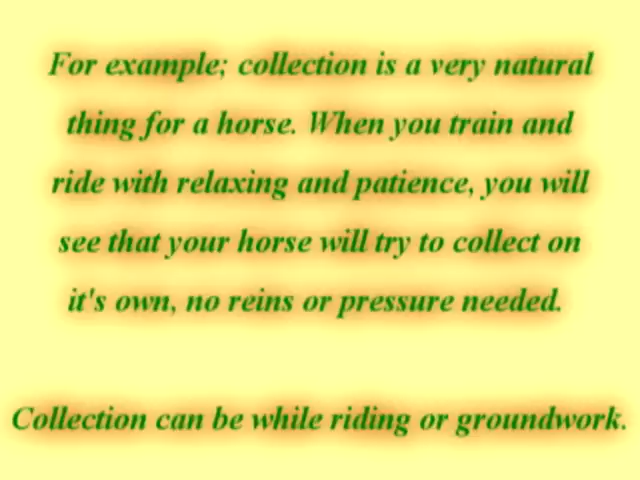 For example; collection is a very natural
thing for a horse. When you train and
ride with relaxing and patience, you will
see that your horse will try to collect on
it's own, no reins or pressure needed.
Collection can be while riding or groundwork.